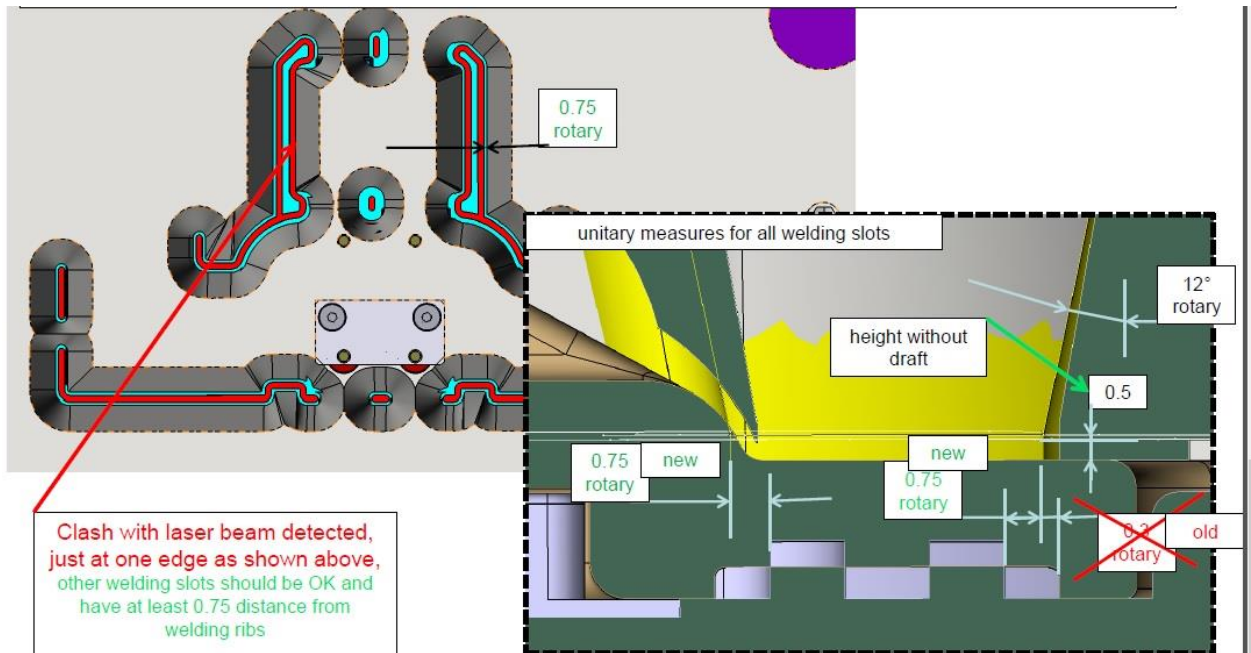 0.75
rotary
unitary measures for all welding slots
12°
rotary
height without
draft
0.5
0.75
rotary
new
new
0.75
rotary
0.3
rotary
old
Clash with laser beam detected,
just at one edge as shown above,
other welding slots should be OK and
have at least 0.75 distance from
welding ribs